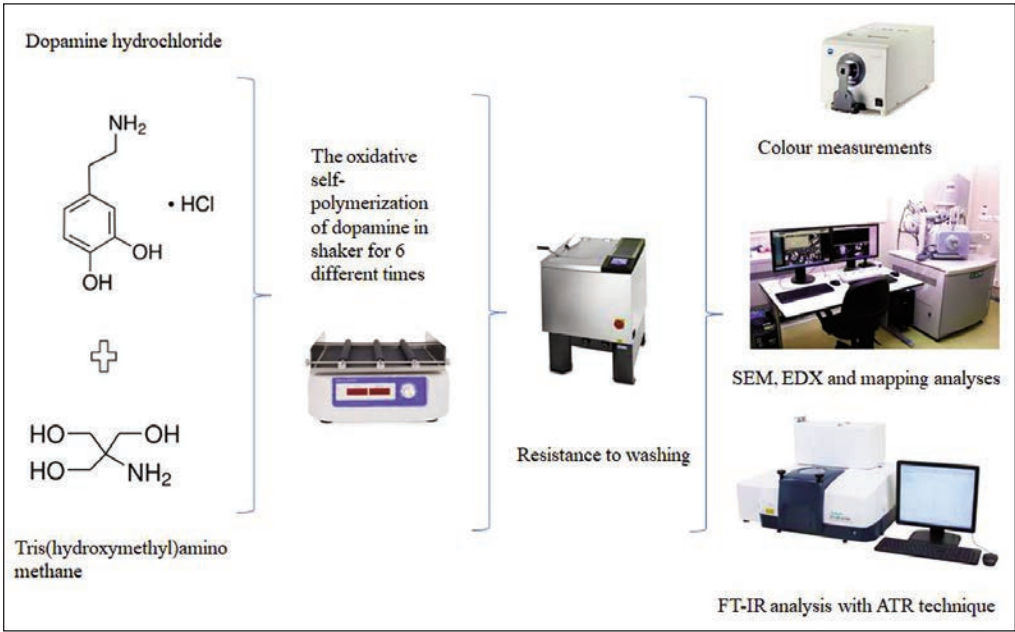 Dopamine hydrochloride
NH2
• HCl
OH
OH
HO
OH
HO
NH2
Tris(hydroxymethyl)amino
methane
The oxidative
self-
polymerization
of dopamine in
shaker for 6
different times
Resistance to washing
Colour measurements
SEM, EDX and mapping analyses
FT-IR analysis with ATR technique